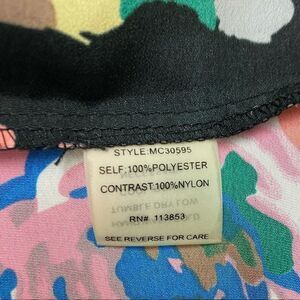 STYLE:MC30595
SELF:100%POLYESTER
CONTRAST:100%NYLON
RN# 113853
SEE REVERSE FOR CARE